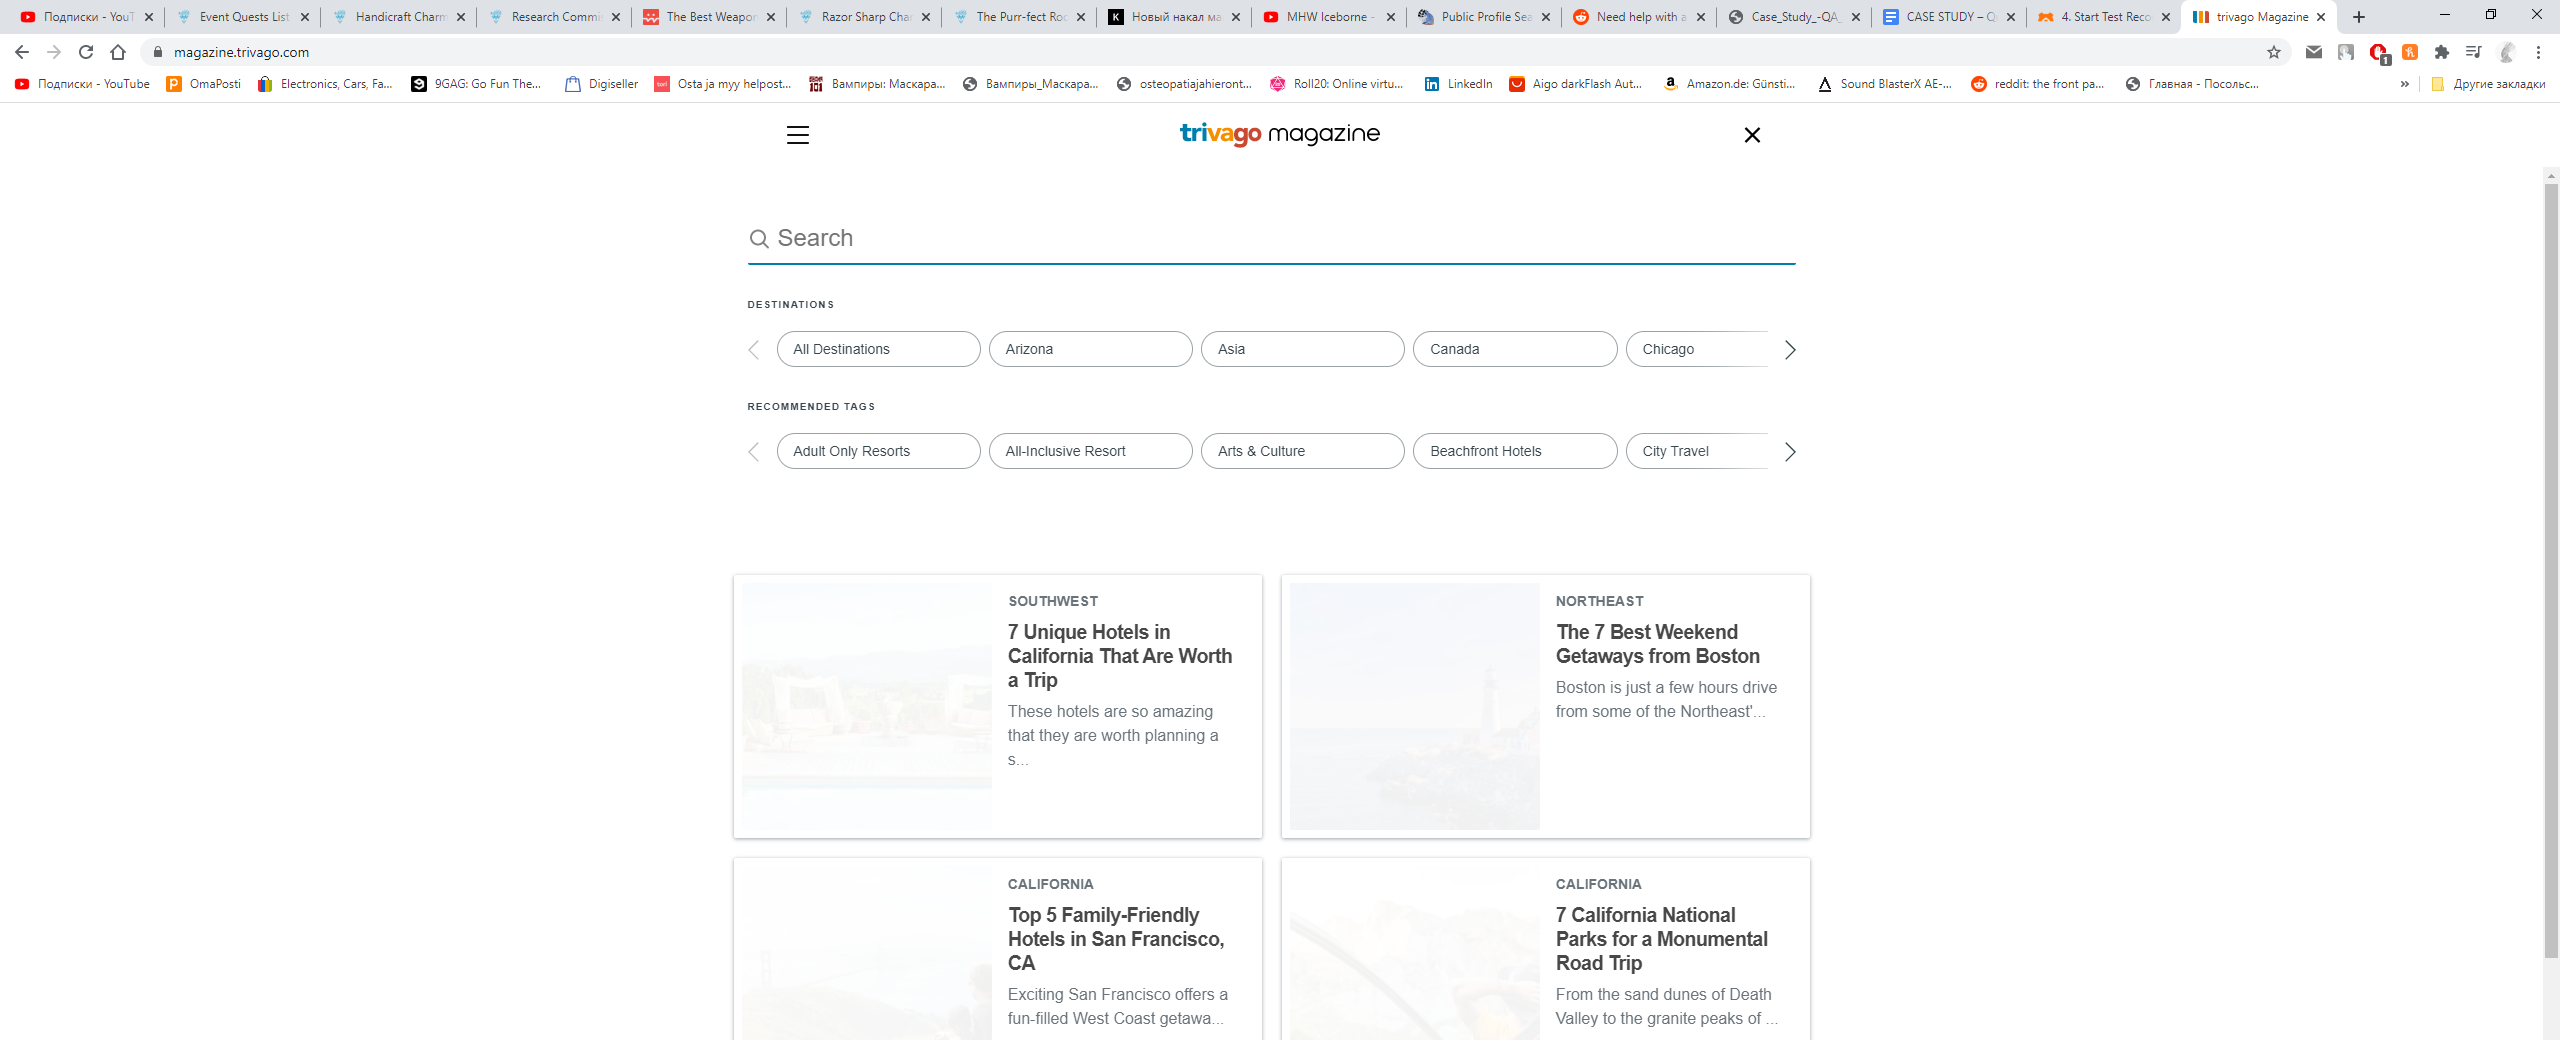 Подписки - YouT
Event Quests List
Handicraft Charm
Research Commis
The Best Weapon
Razor Sharp Char
The Purr-fect Roo
Новый накал ма
MHW Iceborne -
Public Profile Sea
Need help with a
Case_Study_-QA_
CASE STUDY – Q
4. Start Test Reco
trivago Magazine
magazine.trivago.com
1
Подписки - YouTube
OmaPosti
Electronics, Cars, Fa...
9GAG: Go Fun The...
Digiseller
Osta ja myy helpost...
Вампиры: Маскара...
Вампиры_Маскара...
osteopatiajahieront...
Roll20: Online virtu...
LinkedIn
Aigo darkFlash Aut...
Amazon.de: Günsti...
Sound BlasterX AE-...
reddit: the front pa...
Главная - Посольс...
»
Другие закладки
trivago magazine
Search
DESTINATIONS
All Destinations
Arizona
Asia
Canada
Chicago
RECOMMENDED TAGS
Adult Only Resorts
All-Inclusive Resort
Arts & Culture
Beachfront Hotels
City Travel
SOUTHWEST
7 Unique Hotels in
California That Are Worth
a Trip
These hotels are so amazing
that they are worth planning a
s...
NORTHEAST
The 7 Best Weekend
Getaways from Boston
Boston is just a few hours drive
from some of the Northeast'...
CALIFORNIA
Top 5 Family-Friendly
Hotels in San Francisco,
CA
Exciting San Francisco offers a
fun-filled West Coast getawa...
CALIFORNIA
7 California National
Parks for a Monumental
Road Trip
From the sand dunes of Death
Valley to the granite peaks of ...